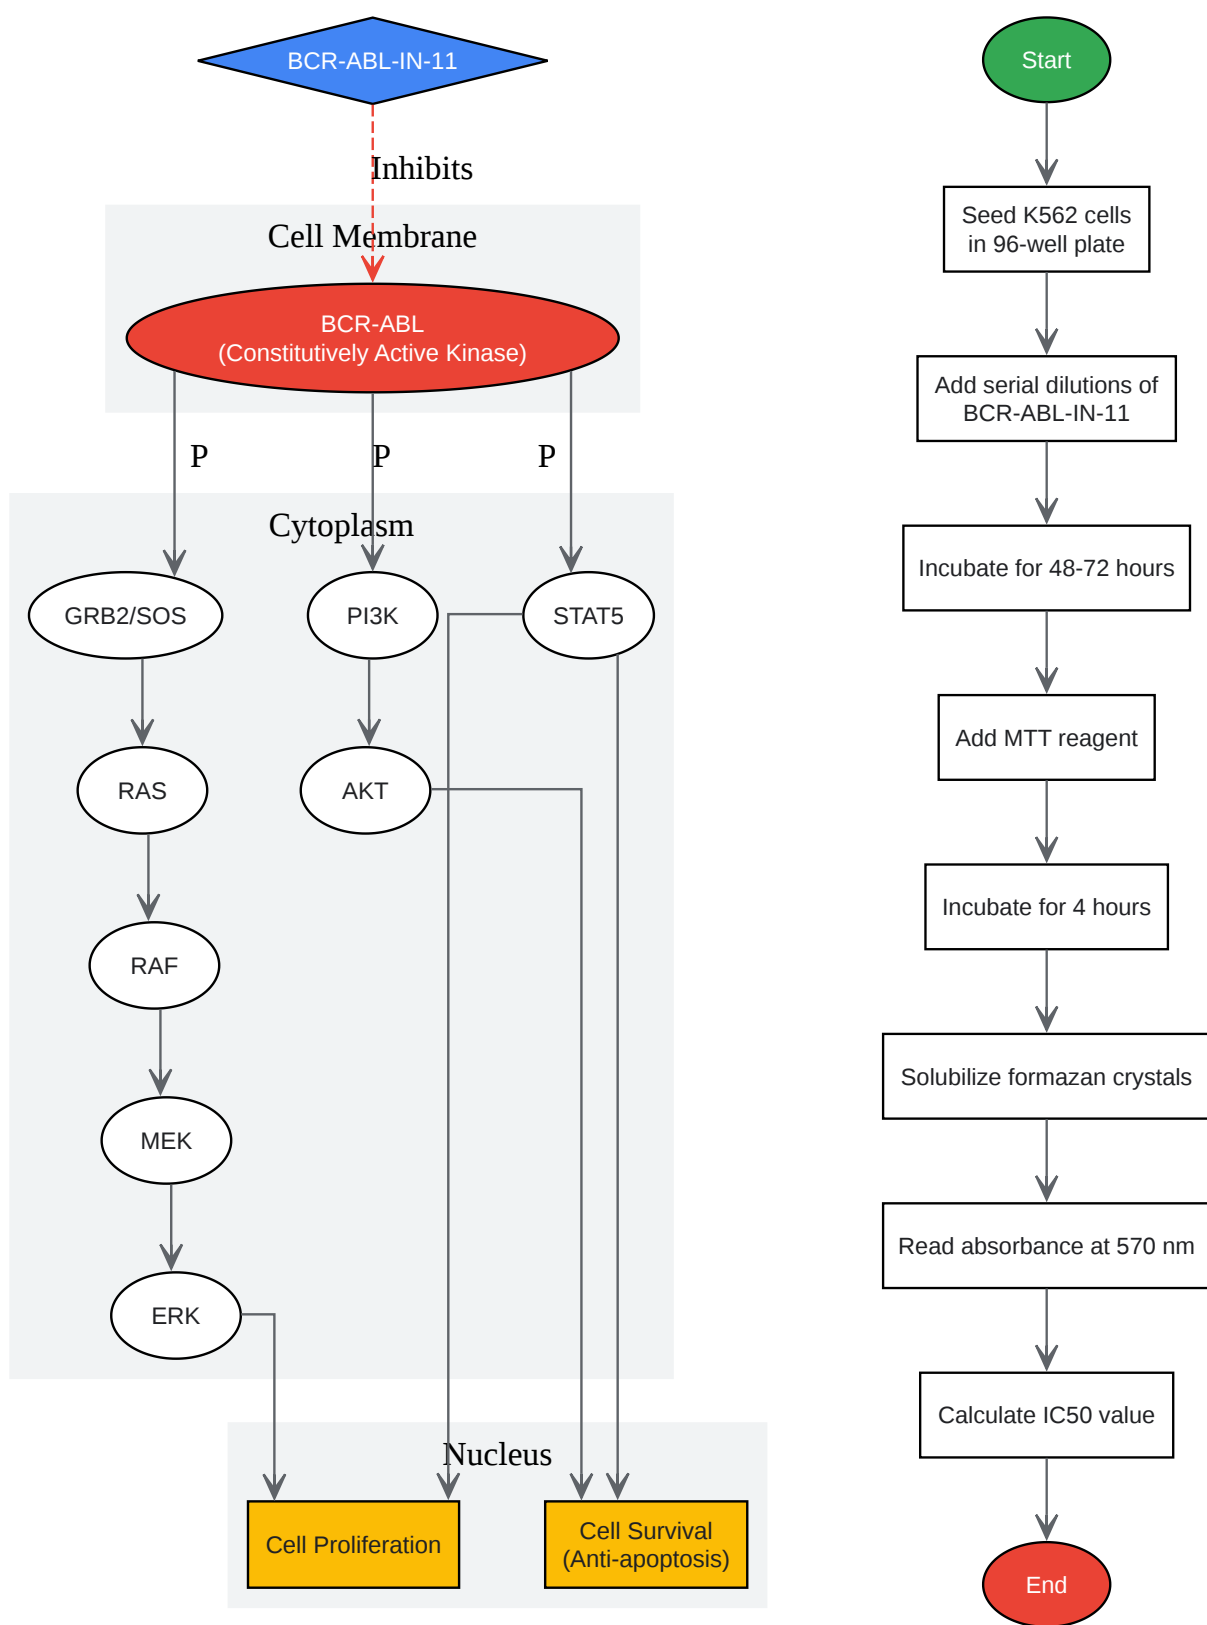 BCR-ABL-IN-11
Inhibits
Cell Membrane
BCR-ABL
(Constitutively Active Kinase)
P
P
P
Cytoplasm
GRB2/SOS
PI3K
STAT5
RAS
AKT
RAF
MEK
ERK
Nucleus
Cell Proliferation
Cell Survival
(Anti-apoptosis)
Start
Seed K562 cells
in 96-well plate
Add serial dilutions of
BCR-ABL-IN-11
Incubate for 48-72 hours
Add MTT reagent
Incubate for 4 hours
Solubilize formazan crystals
Read absorbance at 570 nm
Calculate IC50 value
End